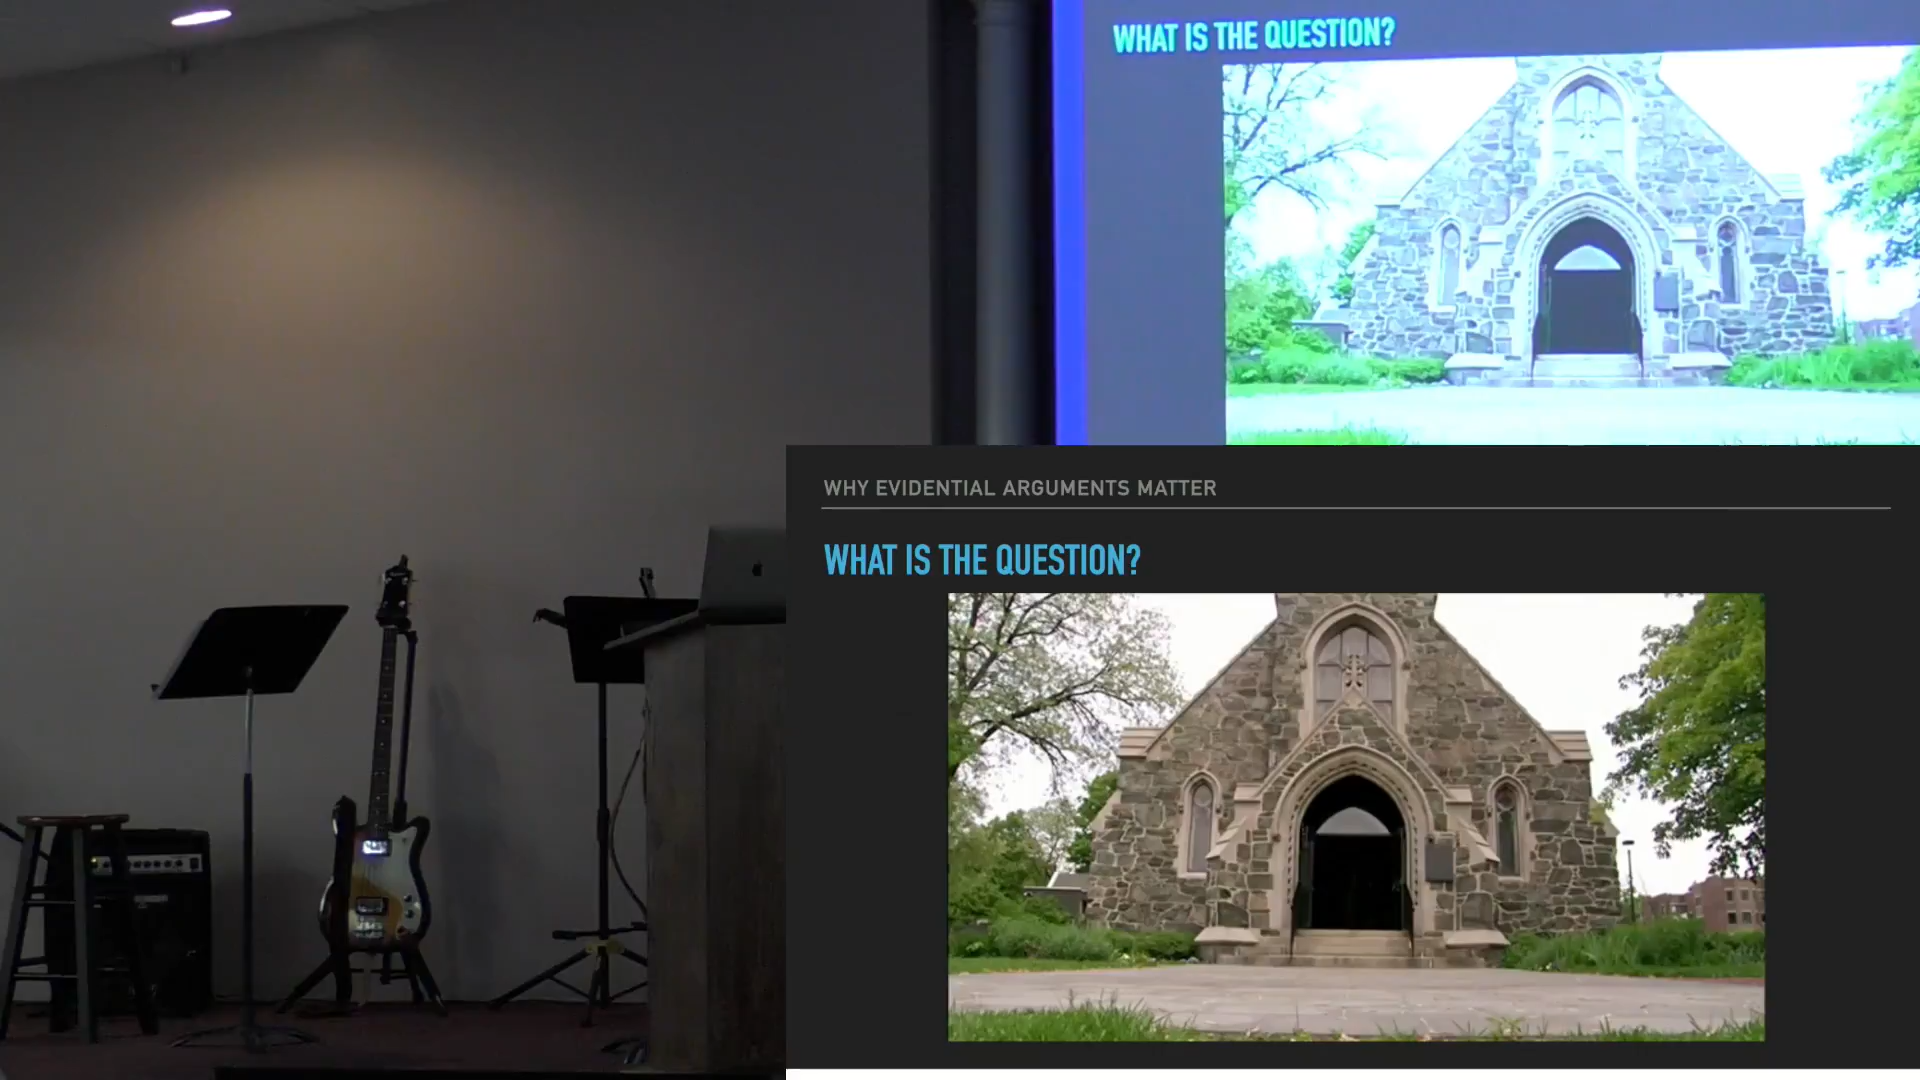 WHAT IS THE QUESTION?
WHY EVIDENTIAL ARGUMENTS MATTER
WHAT IS THE QUESTION?